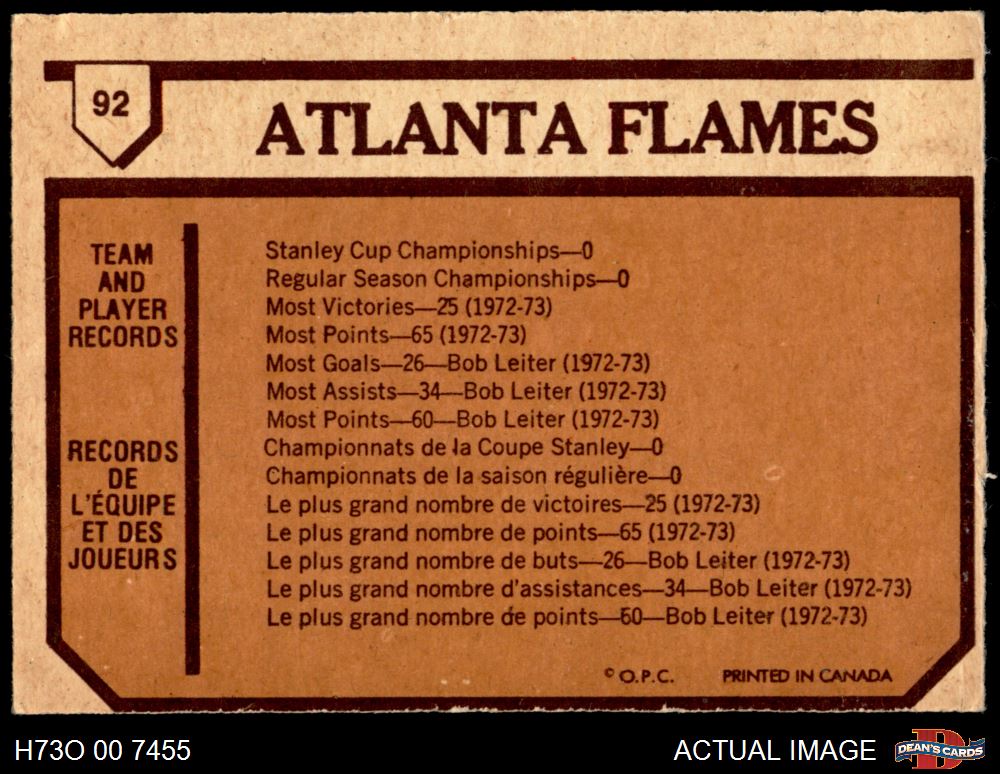 92
ATLANTA FLAMES
TEAM
AND
PLAYER
RECORDS
Stanley Cup Championships—0
Regular Season Championships—0
Most Victories—25 (1972-73)
Most Points—65 (1972-73)
Most Goals—26—Bob Leiter (1972-73)
Most Assists—34—Bob Leiter (1972-73)
Most Points—60—Bob Leiter (1972-73)
RECORDS
DE
L'ÉQUIPE
ET DES
JOUEURS
Championnats de la Coupe Stanley—0
Championnats de la saison régulière—0
Le plus grand nombre de victoires—25 (1972-73)
Le plus grand nombre de points—65 (1972-73)
Le plus grand nombre de buts—26—Bob Leiter (1972-73)
Le plus grand nombre d'assistances—34—Bob Leiter (1972-73)
Le plus grand nombre de points—60—Bob Leiter (1972-73)
© O.P.C. PRINTED IN CANADA
H73O 00 7455
ACTUAL IMAGE
D
DEAN'S CARDS